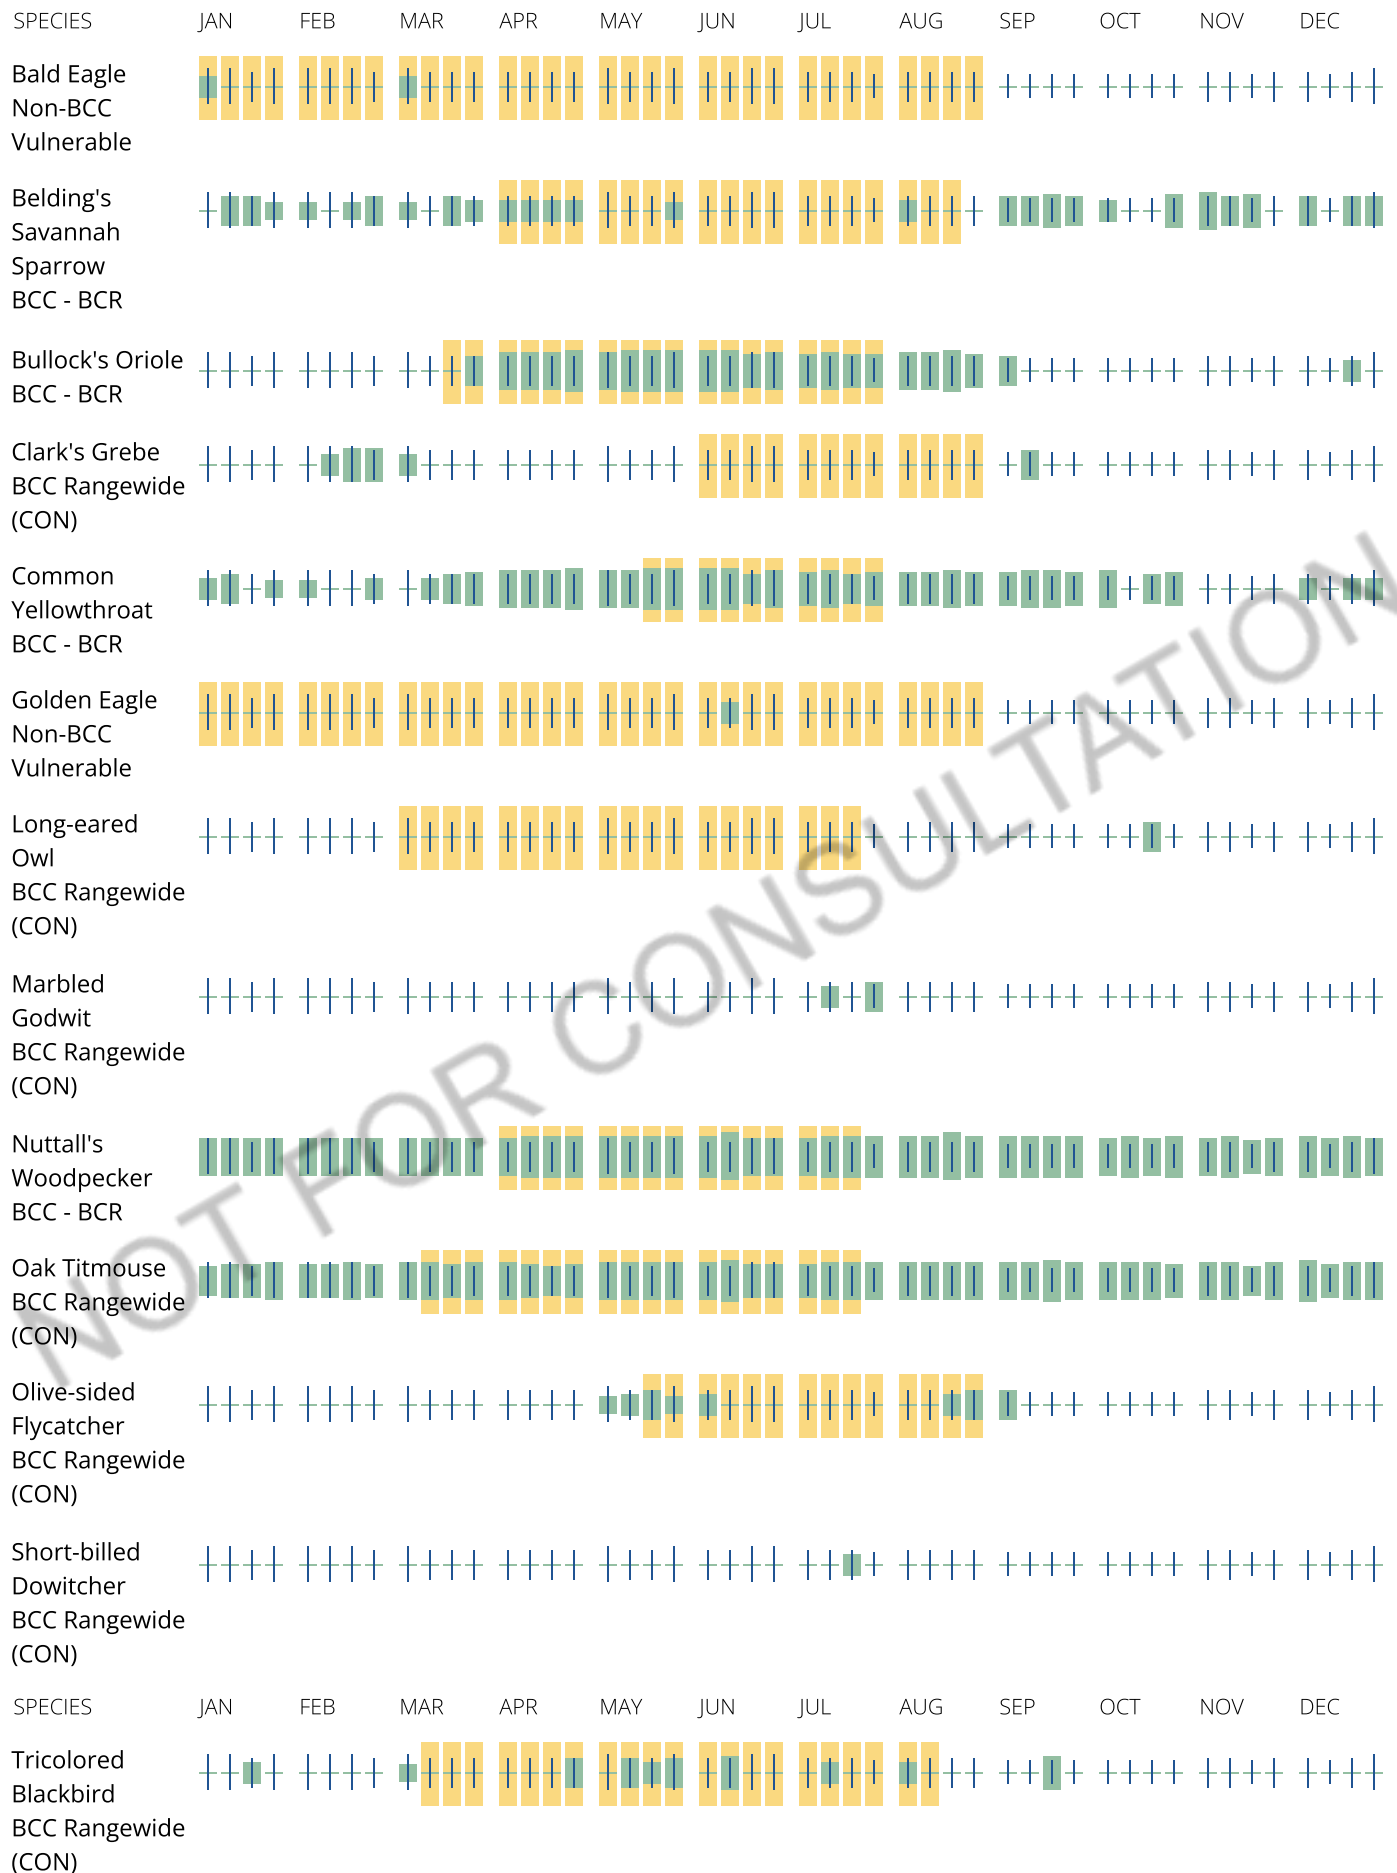 SPECIES JAN FEB MAR APR MAY JUN JUL AUG SEP OCT NOV DEC
Bald Eagle
Non-BCC
Vulnerable
Belding's
Savannah
Sparrow
BCC - BCR
Bullock's Oriole
BCC - BCR
Clark's Grebe
BCC Rangewide
(CON)
Common
Yellowthroat
BCC - BCR
Golden Eagle
Non-BCC
Vulnerable
Long-eared
Owl
BCC Rangewide
(CON)
Marbled
Godwit
BCC Rangewide
(CON)
Nuttall's
Woodpecker
BCC - BCR
Oak Titmouse
BCC Rangewide
(CON)
Olive-sided
Flycatcher
BCC Rangewide
(CON)
Short-billed
Dowitcher
BCC Rangewide
(CON)
SPECIES JAN FEB MAR APR MAY JUN JUL AUG SEP OCT NOV DEC
Tricolored
Blackbird
BCC Rangewide
(CON)
NOT FOR CONSULTATION